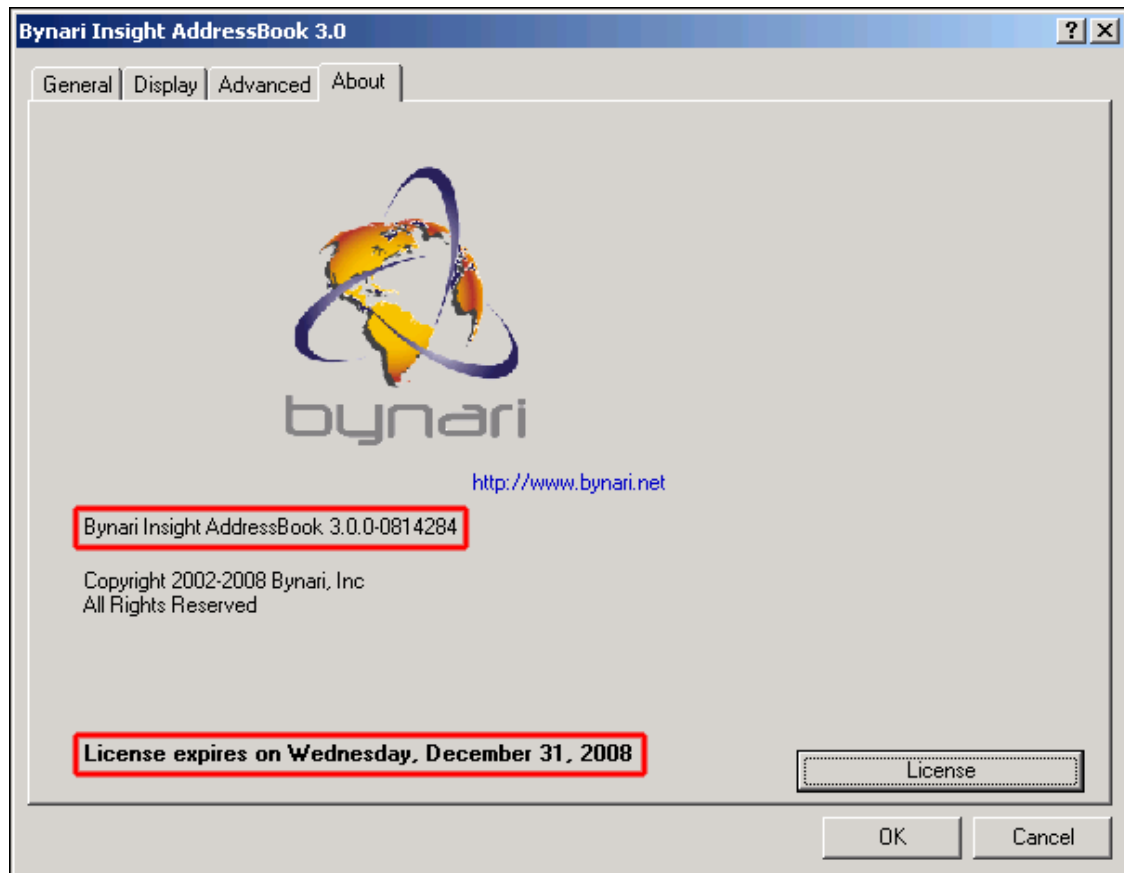 Bynari Insight AddressBook 3.0
General Display Advanced About
bynari
http://www.bynari.net
Bynari Insight AddressBook 3.0.0-0814284
Copyright 2002-2008 Bynari, Inc
All Rights Reserved
License expires on Wednesday, December 31, 2008
License
OK Cancel